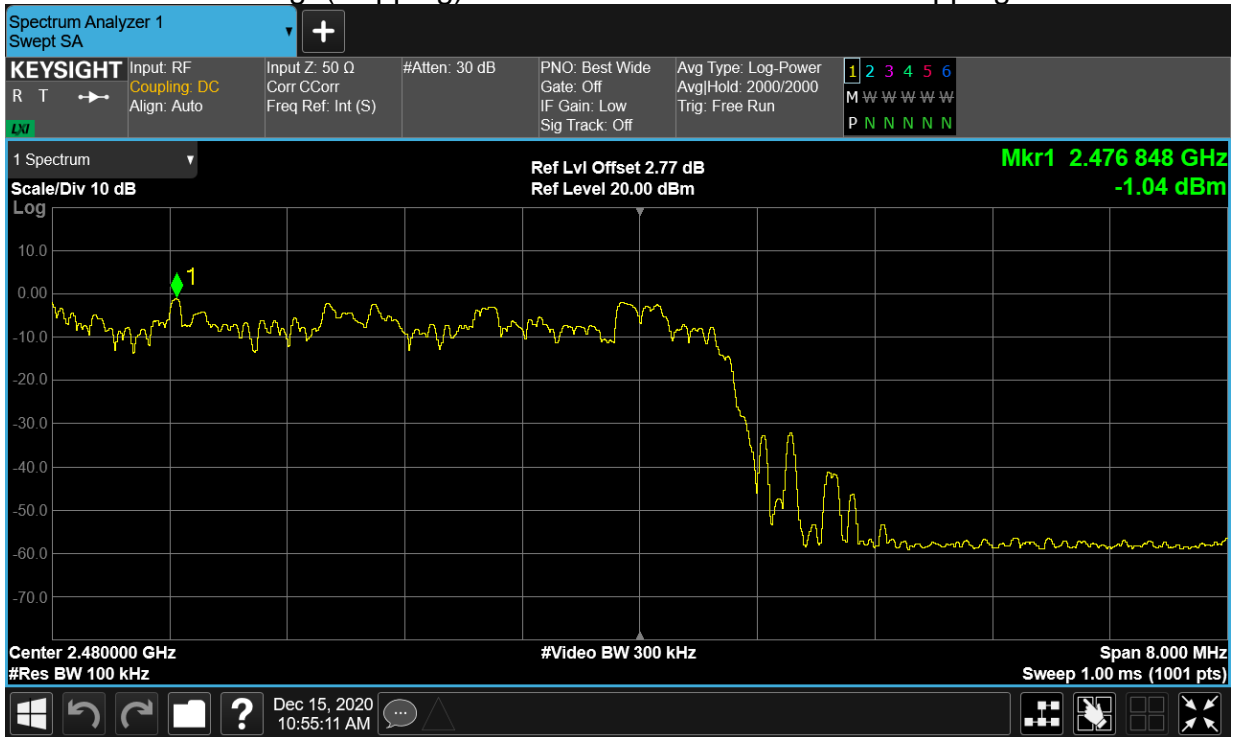 Spectrum Analyzer 1
Swept SA
KEYSIGHT
R T
LXI
Input: RF
Coupling: DC
Align: Auto
Input Z: 50 Ω
Corr CCorr
Freq Ref: Int (S)
#Atten: 30 dB
PNO: Best Wide
Gate: Off
IF Gain: Low
Sig Track: Off
Avg Type: Log-Power
Avg|Hold: 2000/2000
Trig: Free Run
1 2 3 4 5 6
M W W W W W
P N N N N N
1 Spectrum
Scale/Div 10 dB
Log
Ref Lvl Offset 2.77 dB
Ref Level 20.00 dBm
Mkr1 2.476 848 GHz
-1.04 dBm
10.0
0.00
-10.0
-20.0
-30.0
-40.0
-50.0
-60.0
-70.0
1
Center 2.480000 GHz
#Res BW 100 kHz
#Video BW 300 kHz
Span 8.000 MHz
Sweep 1.00 ms (1001 pts)
?
Dec 15, 2020
10:55:11 AM